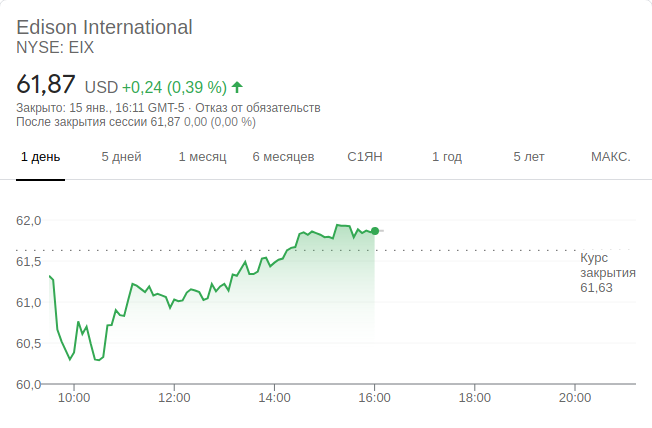 Edison International
NYSE: EIX
61,87 USD +0,24 (0,39 %)
Закрыто: 15 янв., 16:11 GMT-5 · Отказ от обязательств
После закрытия сессии 61,87 0,00 (0,00 %)
1 день 5 дней 1 месяц 6 месяцев С1ЯН 1 год 5 лет МАКС.
62,0
61,5
Курс
закрытия
61,63
61,0
60,5
60,0
10:00 12:00 14:00 16:00 18:00 20:00